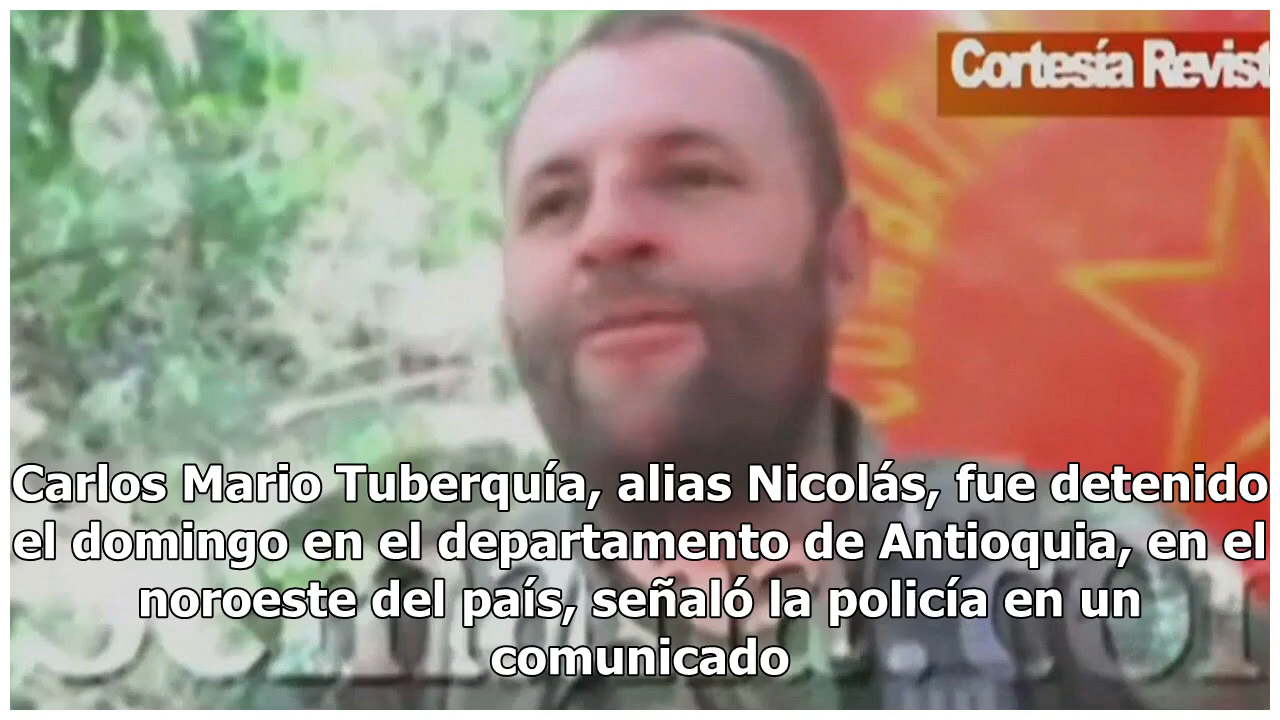 Cortesía Revist
Carlos Mario Tuberquía, alias Nicolás, fue detenido
el domingo en el departamento de Antioquia, en el
noroeste del país, señaló la policía en un
comunicado